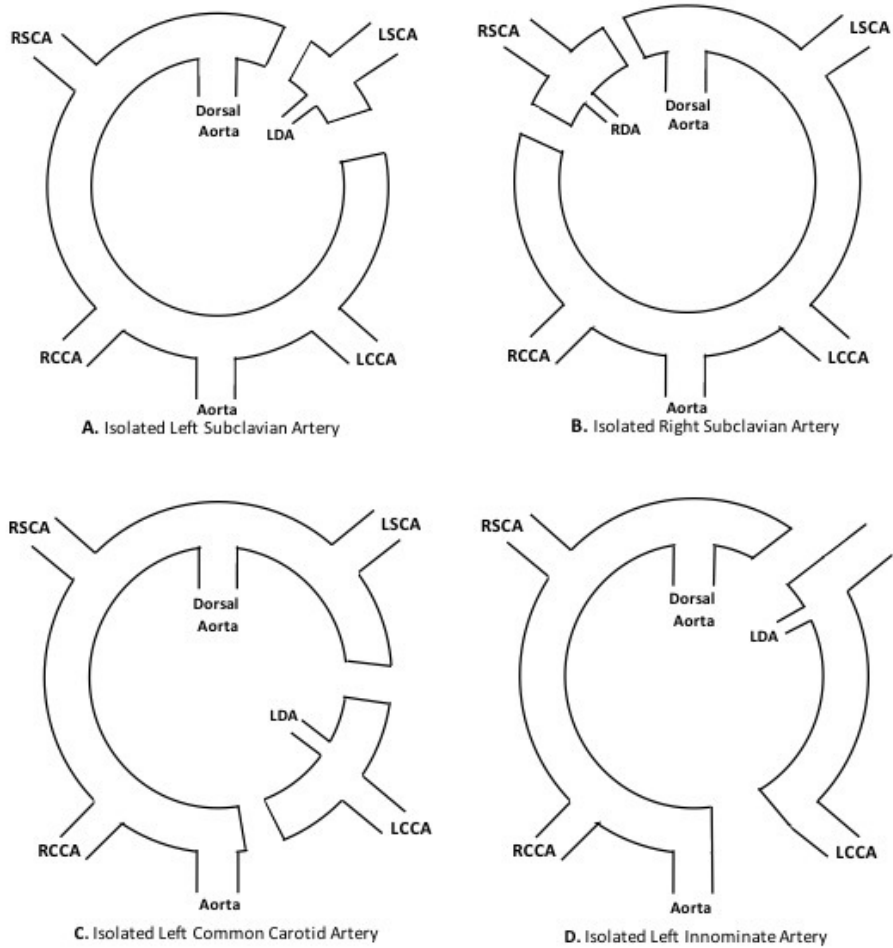 RSCA
LSCA
Dorsal
Aorta
LDA
RCCA
LCCA
Aorta
A. Isolated Left Subclavian Artery
RSCA
LSCA
Dorsal
Aorta
RDA
RCCA
LCCA
Aorta
B. Isolated Right Subclavian Artery
RSCA
LSCA
Dorsal
Aorta
LDA
RCCA
LCCA
Aorta
C. Isolated Left Common Carotid Artery
RSCA
Dorsal
Aorta
LDA
RCCA
LCCA
Aorta
D. Isolated Left Innominate Artery